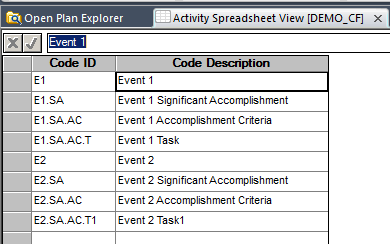 Open Plan Explorer Activity Spreadsheet View [DEMO_CF]
Event 1
Code ID Code Description
E1 Event 1
E1.SA Event 1 Significant Accomplishment
E1.SA.AC Event 1 Accomplishment Criteria
E1.SA.AC.T Event 1 Task
E2 Event 2
E2.SA Event 2 Significant Accomplishment
E2.SA.AC Event 2 Accomplishment Criteria
E2.SA.AC.T1 Event 2 Task1